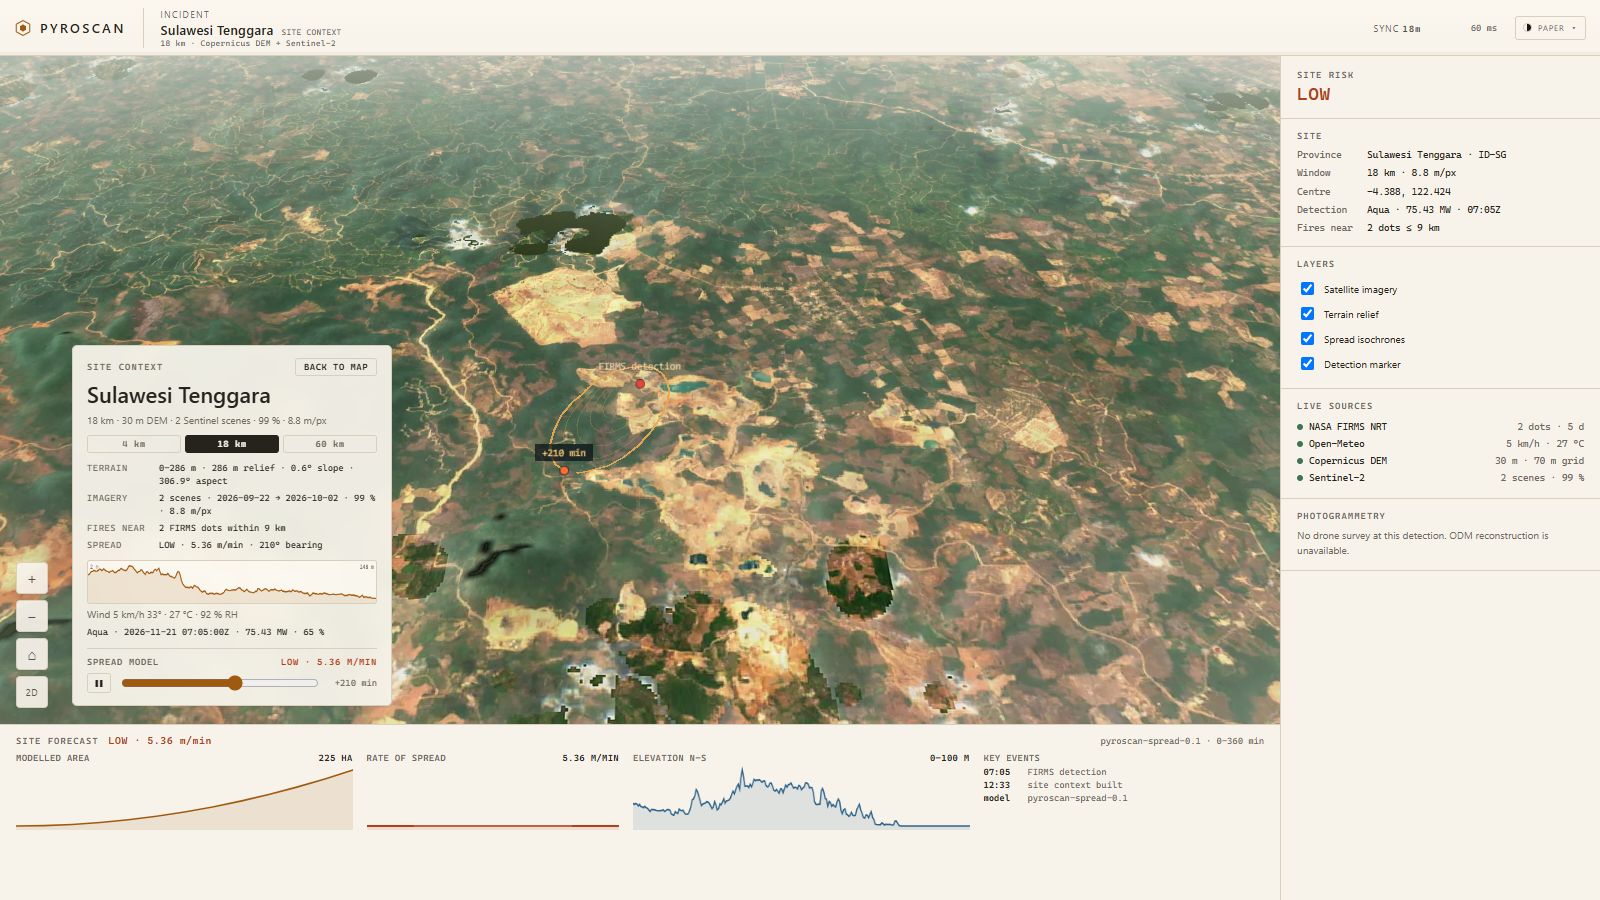 PYROSCAN
INCIDENT
Sulawesi Tenggara SITE CONTEXT
18 km · Copernicus DEM + Sentinel-2
SYNC 18m
60 ms
PAPER
FIRMS detection
+210 min
SITE CONTEXT
BACK TO MAP
Sulawesi Tenggara
18 km · 30 m DEM · 2 Sentinel scenes · 99 % · 8.8 m/px
4 km
18 km
60 km
TERRAIN 0–286 m · 286 m relief · 0.6° slope ·
306.9° aspect
IMAGERY 2 scenes · 2026-09-22 → 2026-10-02 · 99 %
· 8.8 m/px
FIRES NEAR 2 FIRMS dots within 9 km
SPREAD LOW · 5.36 m/min · 210° bearing
Wind 5 km/h 33° · 27 °C · 92 % RH
Aqua · 2026-11-21 07:05:00Z · 75.43 MW · 65 %
SPREAD MODEL LOW · 5.36 M/MIN
+210 min
+
−
2D
SITE FORECAST LOW · 5.36 m/min
pyroscan-spread-0.1 · 0–360 min
MODELLED AREA 225 HA
RATE OF SPREAD 5.36 M/MIN
ELEVATION N–S 0–100 M
KEY EVENTS
07:05 FIRMS detection
12:33 site context built
model pyroscan-spread-0.1
SITE RISK
LOW
SITE
Province Sulawesi Tenggara · ID-SG
Window 18 km · 8.8 m/px
Centre −4.388, 122.424
Detection Aqua · 75.43 MW · 07:05Z
Fires near 2 dots ≤ 9 km
LAYERS
Satellite imagery
Terrain relief
Spread isochrones
Detection marker
LIVE SOURCES
NASA FIRMS NRT 2 dots · 5 d
Open-Meteo 5 km/h · 27 °C
Copernicus DEM 30 m · 70 m grid
Sentinel-2 2 scenes · 99 %
PHOTOGRAMMETRY
No drone survey at this detection. ODM reconstruction is
unavailable.